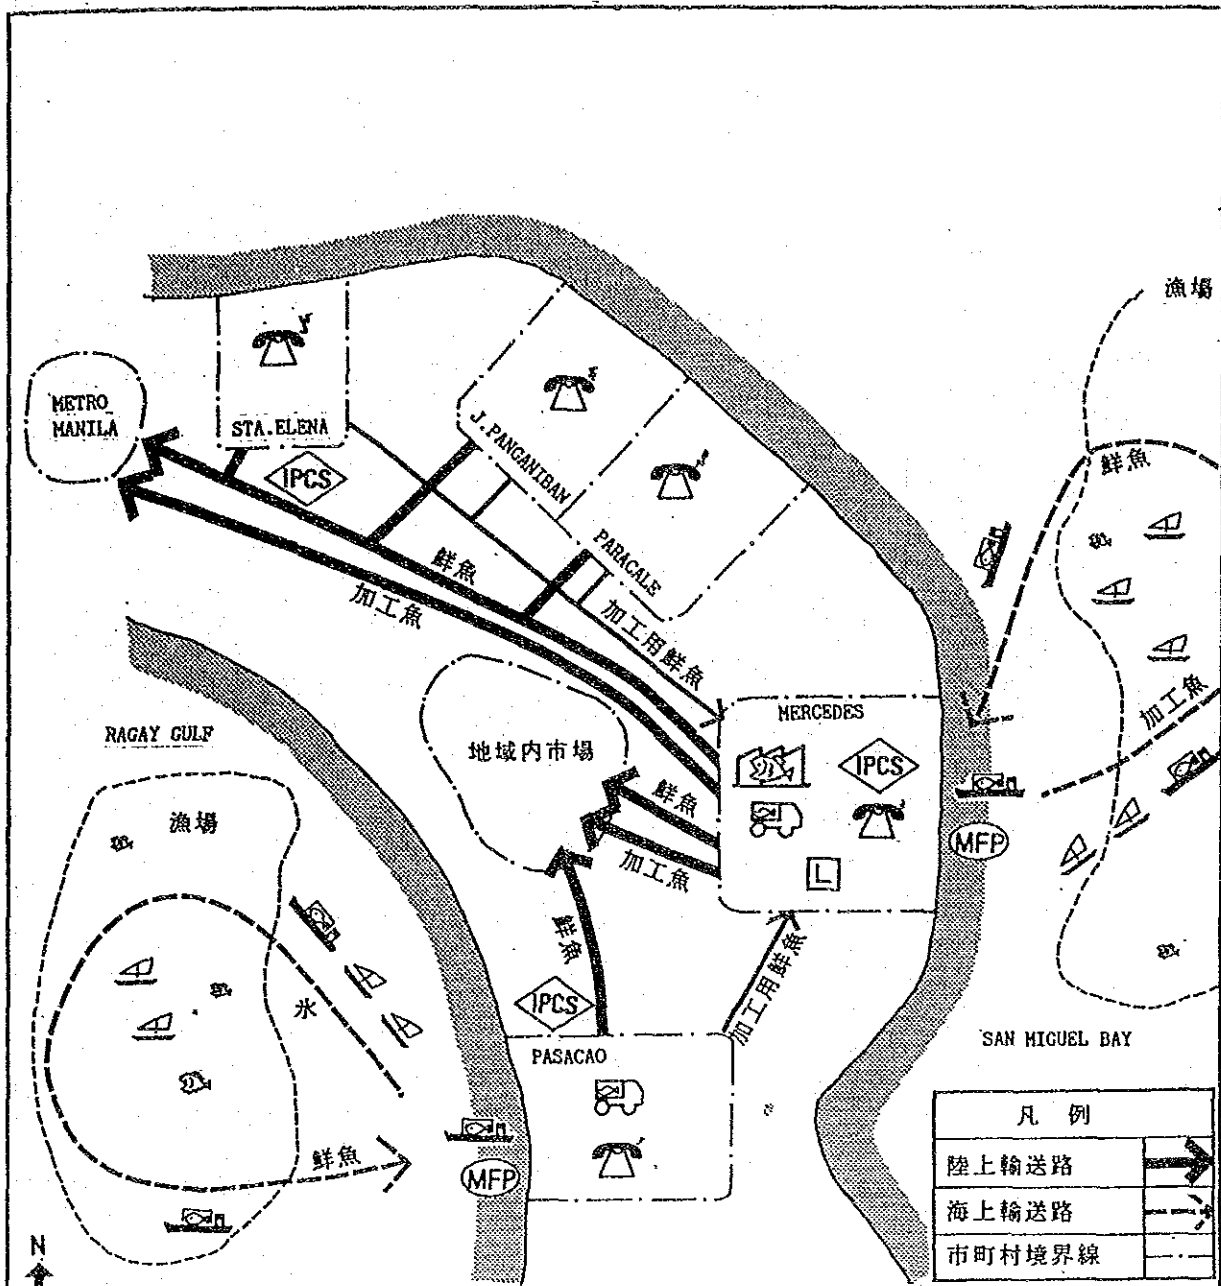 漁場
METRO
MANILA
STA.ELENA
IPCS
J.PANGANIBAN
PARACALE
鮮魚
加工魚
加工用鮮魚
鮮魚
加工魚
RAGAY GULF
地域内市場
MERCEDES
IPCS
L
MFP
鮮魚
加工魚
漁場
氷
鮮魚
MFP
鮮魚
IPCS
加工用鮮魚
PASACAO
SAN MIGUEL BAY
凡例
陸上輸送路
海上輸送路
市町村境界線
N